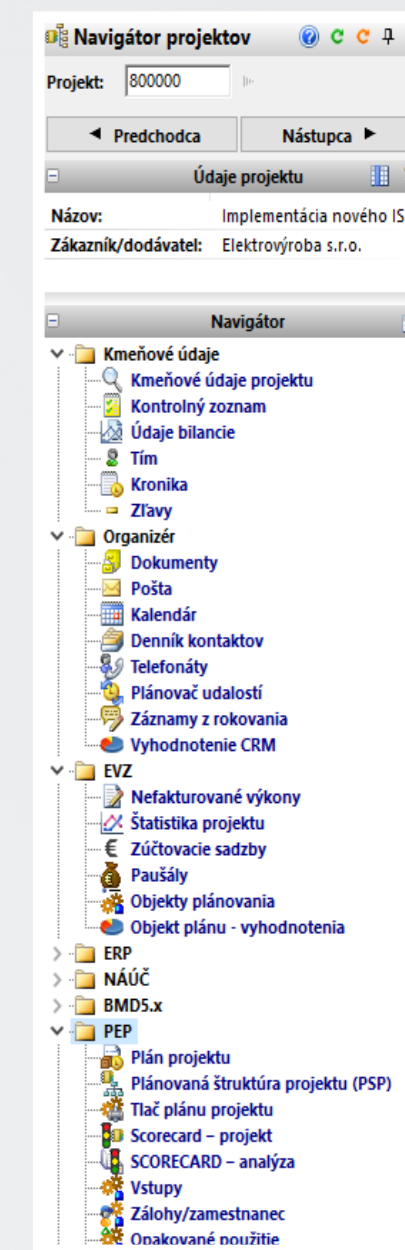 Navigátor projektov
Projekt: 800000
Predchodca Nástupca
Údaje projektu
Názov: Implementácia nového IS
Zákazník/dodávateľ: Elektrovýroba s.r.o.
Navigátor
Kmeňové údaje
Kmeňové údaje projektu
Kontrolný zoznam
Údaje bilancie
Tím
Kronika
Zľavy
Organizér
Dokumenty
Pošta
Kalendár
Denník kontaktov
Telefonáty
Plánovač udalostí
Záznamy z rokovania
Vyhodnotenie CRM
EVZ
Nefakturované výkony
Štatistika projektu
Zúčtovacie sadzby
Paušály
Objekty plánovania
Objekt plánu - vyhodnotenia
ERP
NÁÚČ
BMD5.x
PEP
Plán projektu
Plánovaná štruktúra projektu (PSP)
Tlač plánu projektu
Scorecard – projekt
SCORECARD – analýza
Vstupy
Zálohy/zamestnanec
Opakované použitie